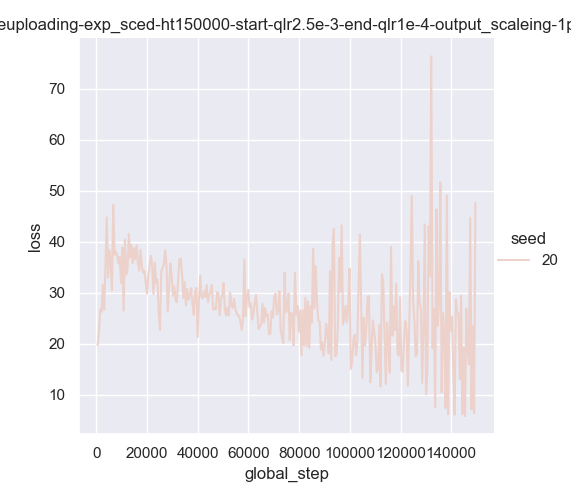 euploading-exp_sced-ht150000-start-qlr2.5e-3-end-qlr1e-4-output_scaleing-1p
70
60
50
40
30
20
10
loss
0 20000 40000 60000 80000 100000 120000 140000
global_step
seed
20